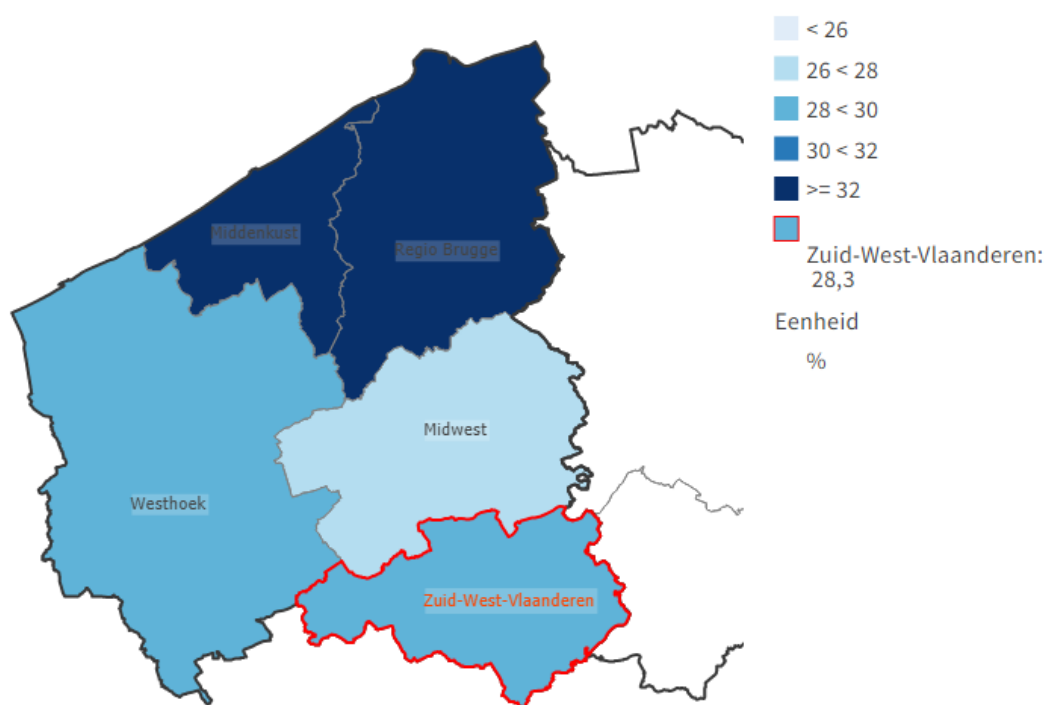 < 26
26 < 28
28 < 30
30 < 32
>= 32
Zuid-West-Vlaanderen:
28,3
Eenheid
%
Middenkust
Regio Brugge
Midwest
Westhoek
Zuid-West-Vlaanderen